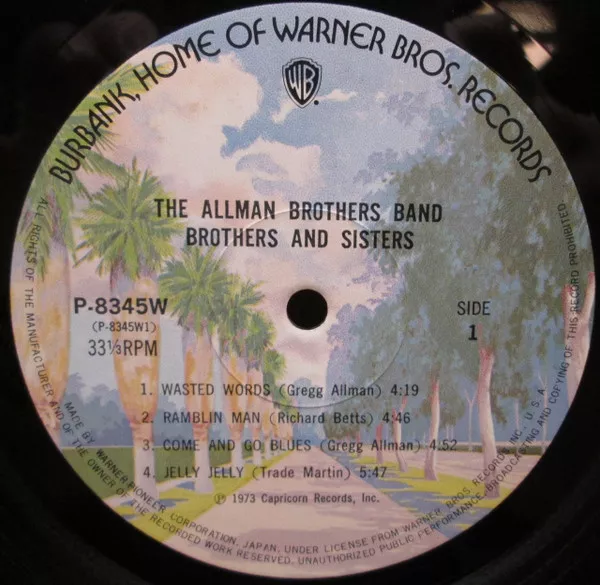 BURBANK, HOME OF WARNER BROS. RECORDS
WB
THE ALLMAN BROTHERS BAND
BROTHERS AND SISTERS
P-8345W
(P-8345W1)
33⅓ RPM
SIDE
1
1. WASTED WORDS (Gregg Allman) 4:19
2. RAMBLIN MAN (Richard Betts) 4:46
3. COME AND GO BLUES (Gregg Allman) 4:52
4. JELLY JELLY (Trade Martin) 5:47
Ⓟ 1973 Capricorn Records, Inc.
MADE BY WARNER-PIONEER CORPORATION, JAPAN, UNDER LICENSE FROM WARNER BROS. RECORDS INC., U.S.A.
ALL RIGHTS OF THE MANUFACTURER AND OF THE OWNER OF THE RECORDED WORK RESERVED. UNAUTHORIZED PUBLIC PERFORMANCE, BROADCASTING AND COPYING OF THIS RECORD PROHIBITED.